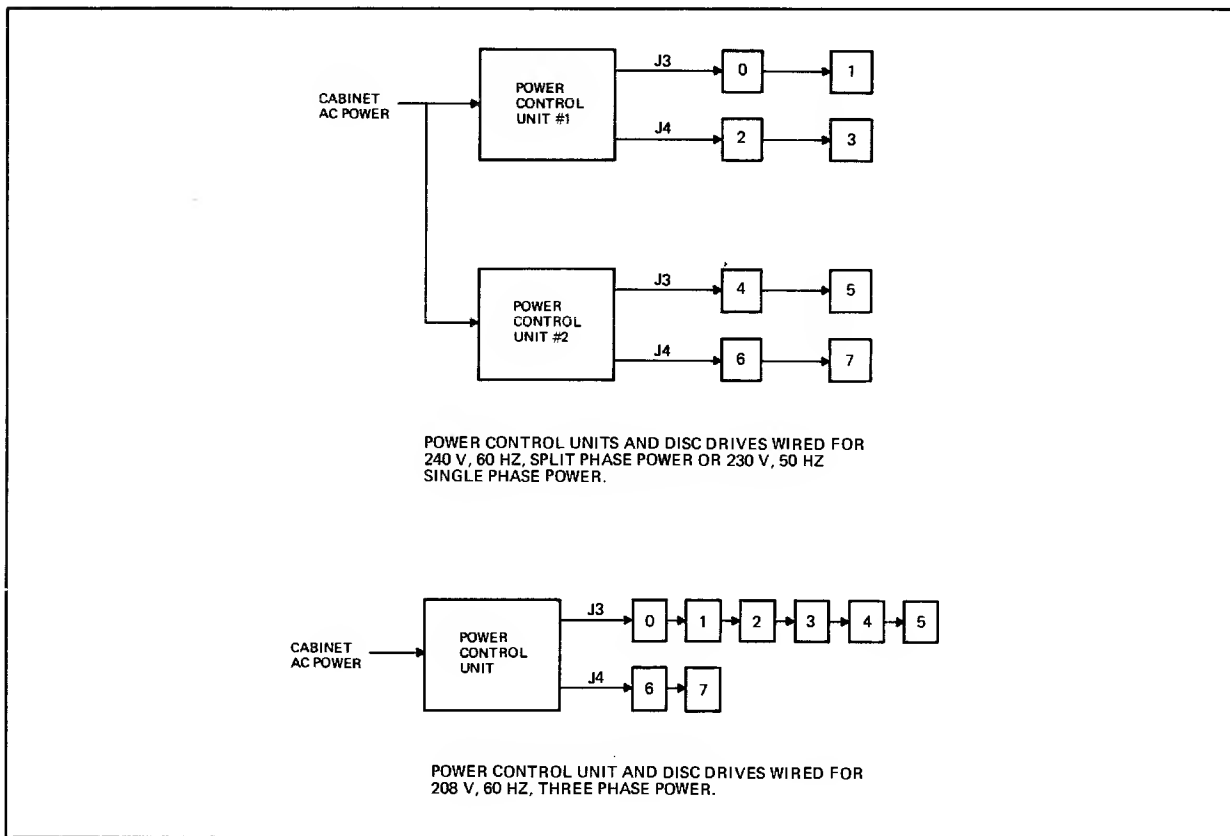 J3
0
1
POWER
CONTROL
UNIT #1
CABINET
AC POWER
J4
2
3
J3
4
5
POWER
CONTROL
UNIT #2
J4
6
7
POWER CONTROL UNITS AND DISC DRIVES WIRED FOR
240 V, 60 HZ, SPLIT PHASE POWER OR 230 V, 50 HZ
SINGLE PHASE POWER.
J3
0
1
2
3
4
5
CABINET
AC POWER
POWER
CONTROL
UNIT
J4
6
7
POWER CONTROL UNIT AND DISC DRIVES WIRED FOR
208 V, 60 HZ, THREE PHASE POWER.